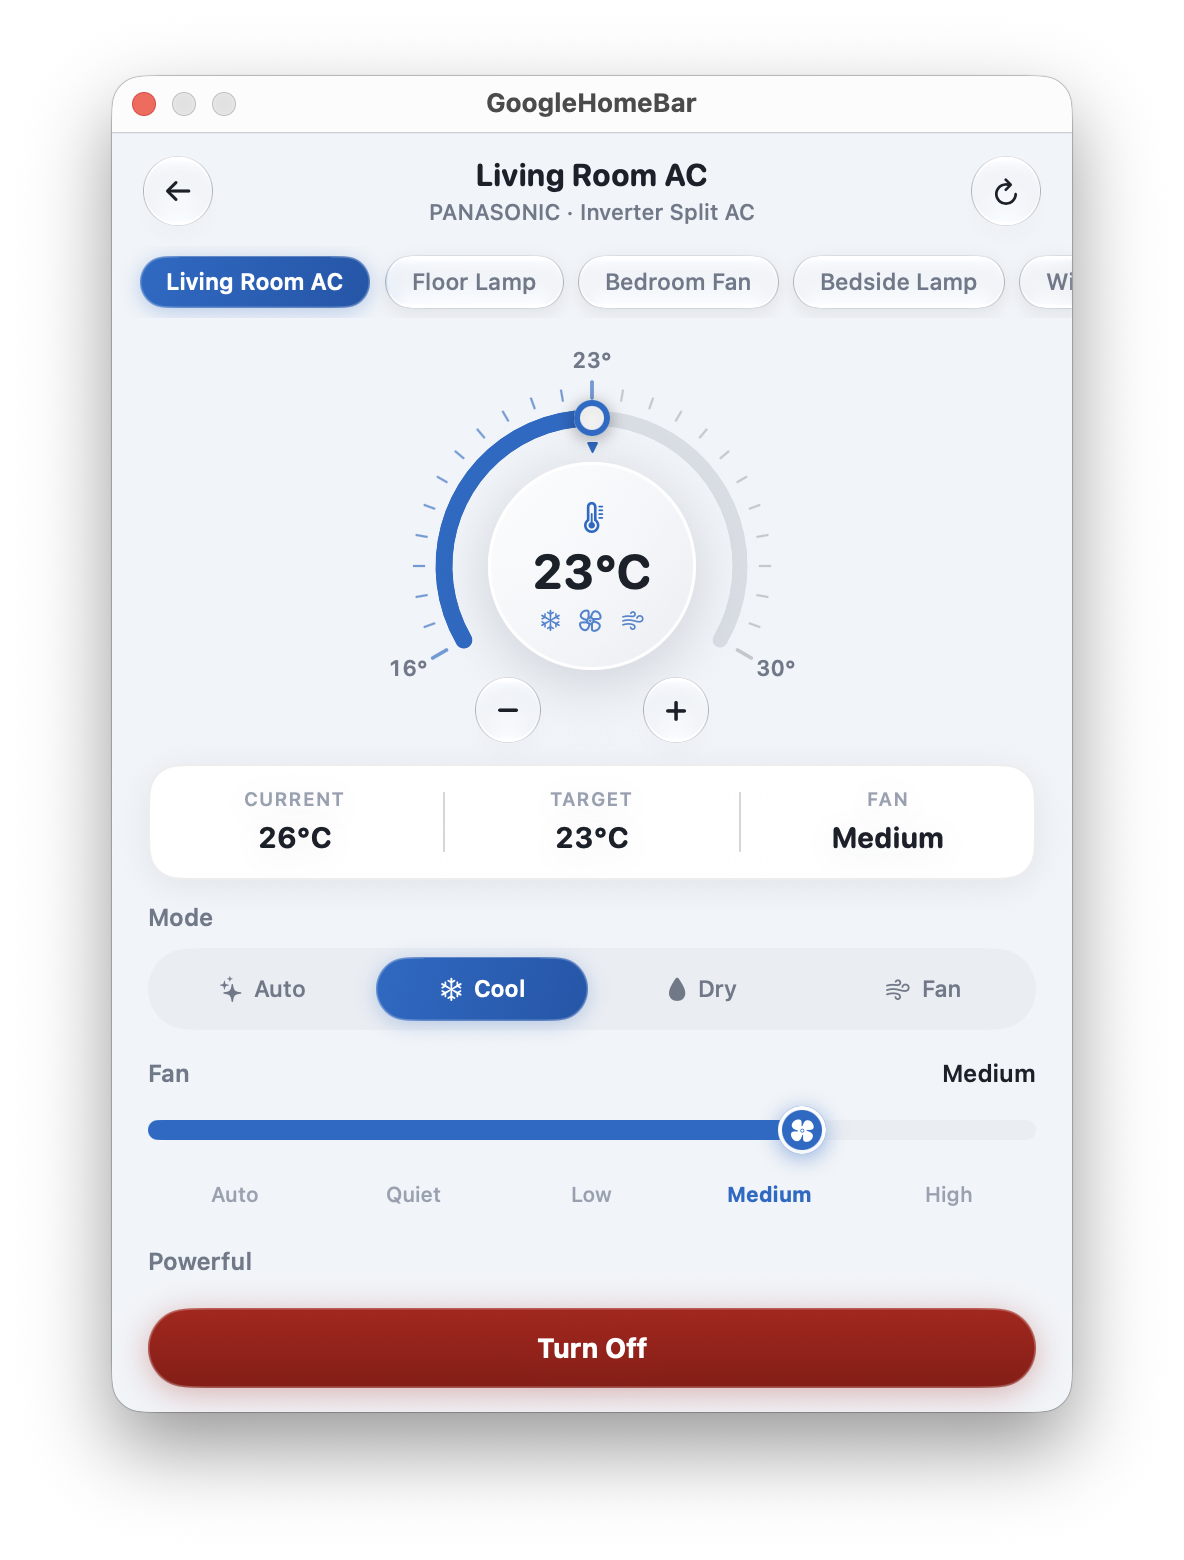 GoogleHomeBar
Living Room AC
PANASONIC · Inverter Split AC
Living Room AC
Floor Lamp
Bedroom Fan
Bedside Lamp
Wi
23°
16°
30°
23°C
CURRENT
26°C
TARGET
23°C
FAN
Medium
Mode
Auto
Cool
Dry
Fan
Fan
Medium
Auto
Quiet
Low
Medium
High
Powerful
Turn Off